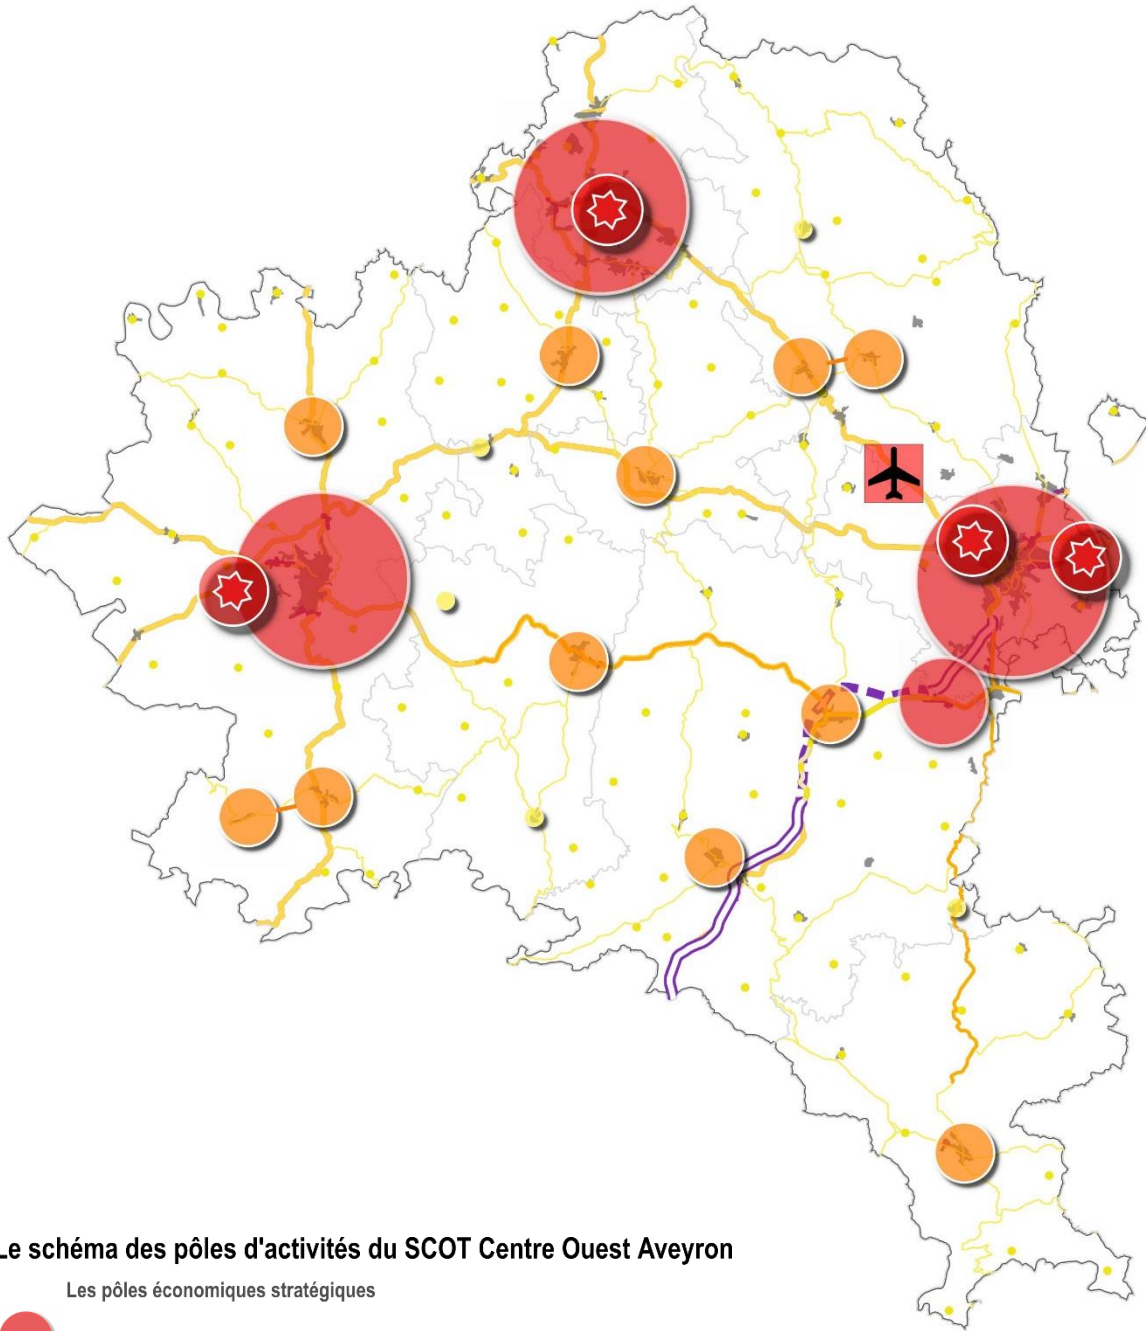 Le schéma des pôles d'activités du SCOT Centre Ouest Aveyron
Les pôles économiques stratégiques